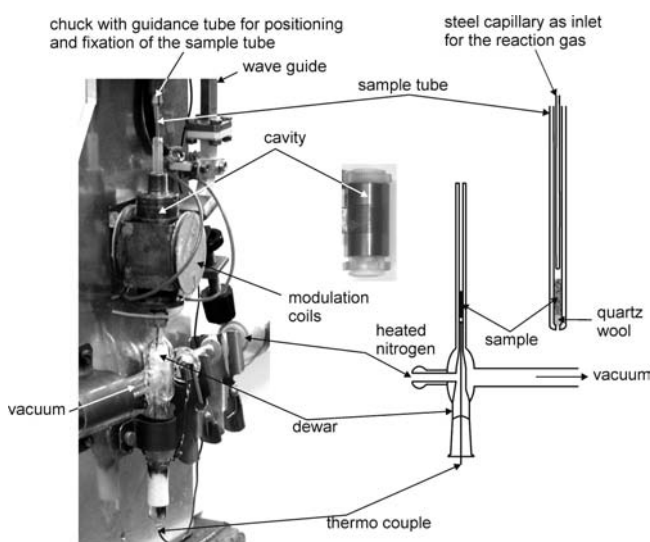 chuck with guidance tube for positioning
and fixation of the sample tube
steel capillary as inlet
for the reaction gas
wave guide
sample tube
cavity
modulation
coils
sample
quartz
wool
heated
nitrogen
vacuum
vacuum
dewar
thermo couple